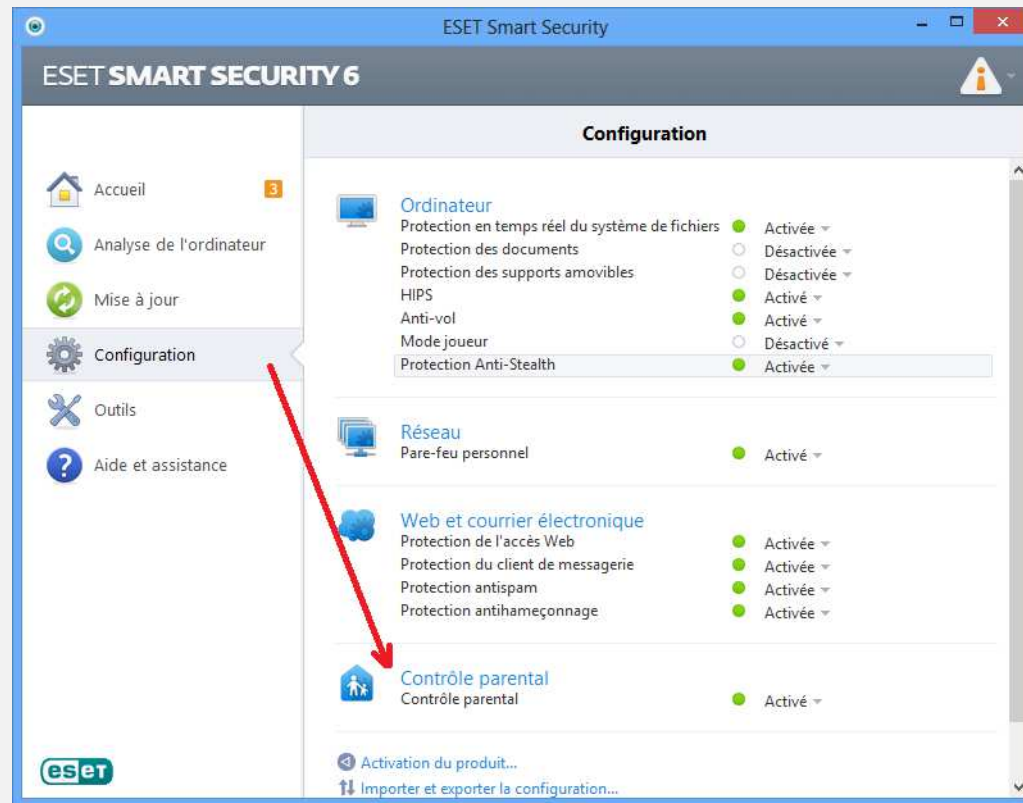 ESET Smart Security
ESET SMART SECURITY 6
Configuration
Accueil 3
Analyse de l'ordinateur
Mise à jour
Configuration
Outils
Aide et assistance
Ordinateur
Protection en temps réel du système de fichiers Activée
Protection des documents Désactivée
Protection des supports amovibles Désactivée
HIPS Activé
Anti-vol Activé
Mode joueur Désactivé
Protection Anti-Stealth Activée
Réseau
Pare-feu personnel Activé
Web et courrier électronique
Protection de l'accès Web Activée
Protection du client de messagerie Activée
Protection antispam Activée
Protection antihameçonnage Activée
Contrôle parental
Contrôle parental Activé
Activation du produit...
Importer et exporter la configuration...
eset